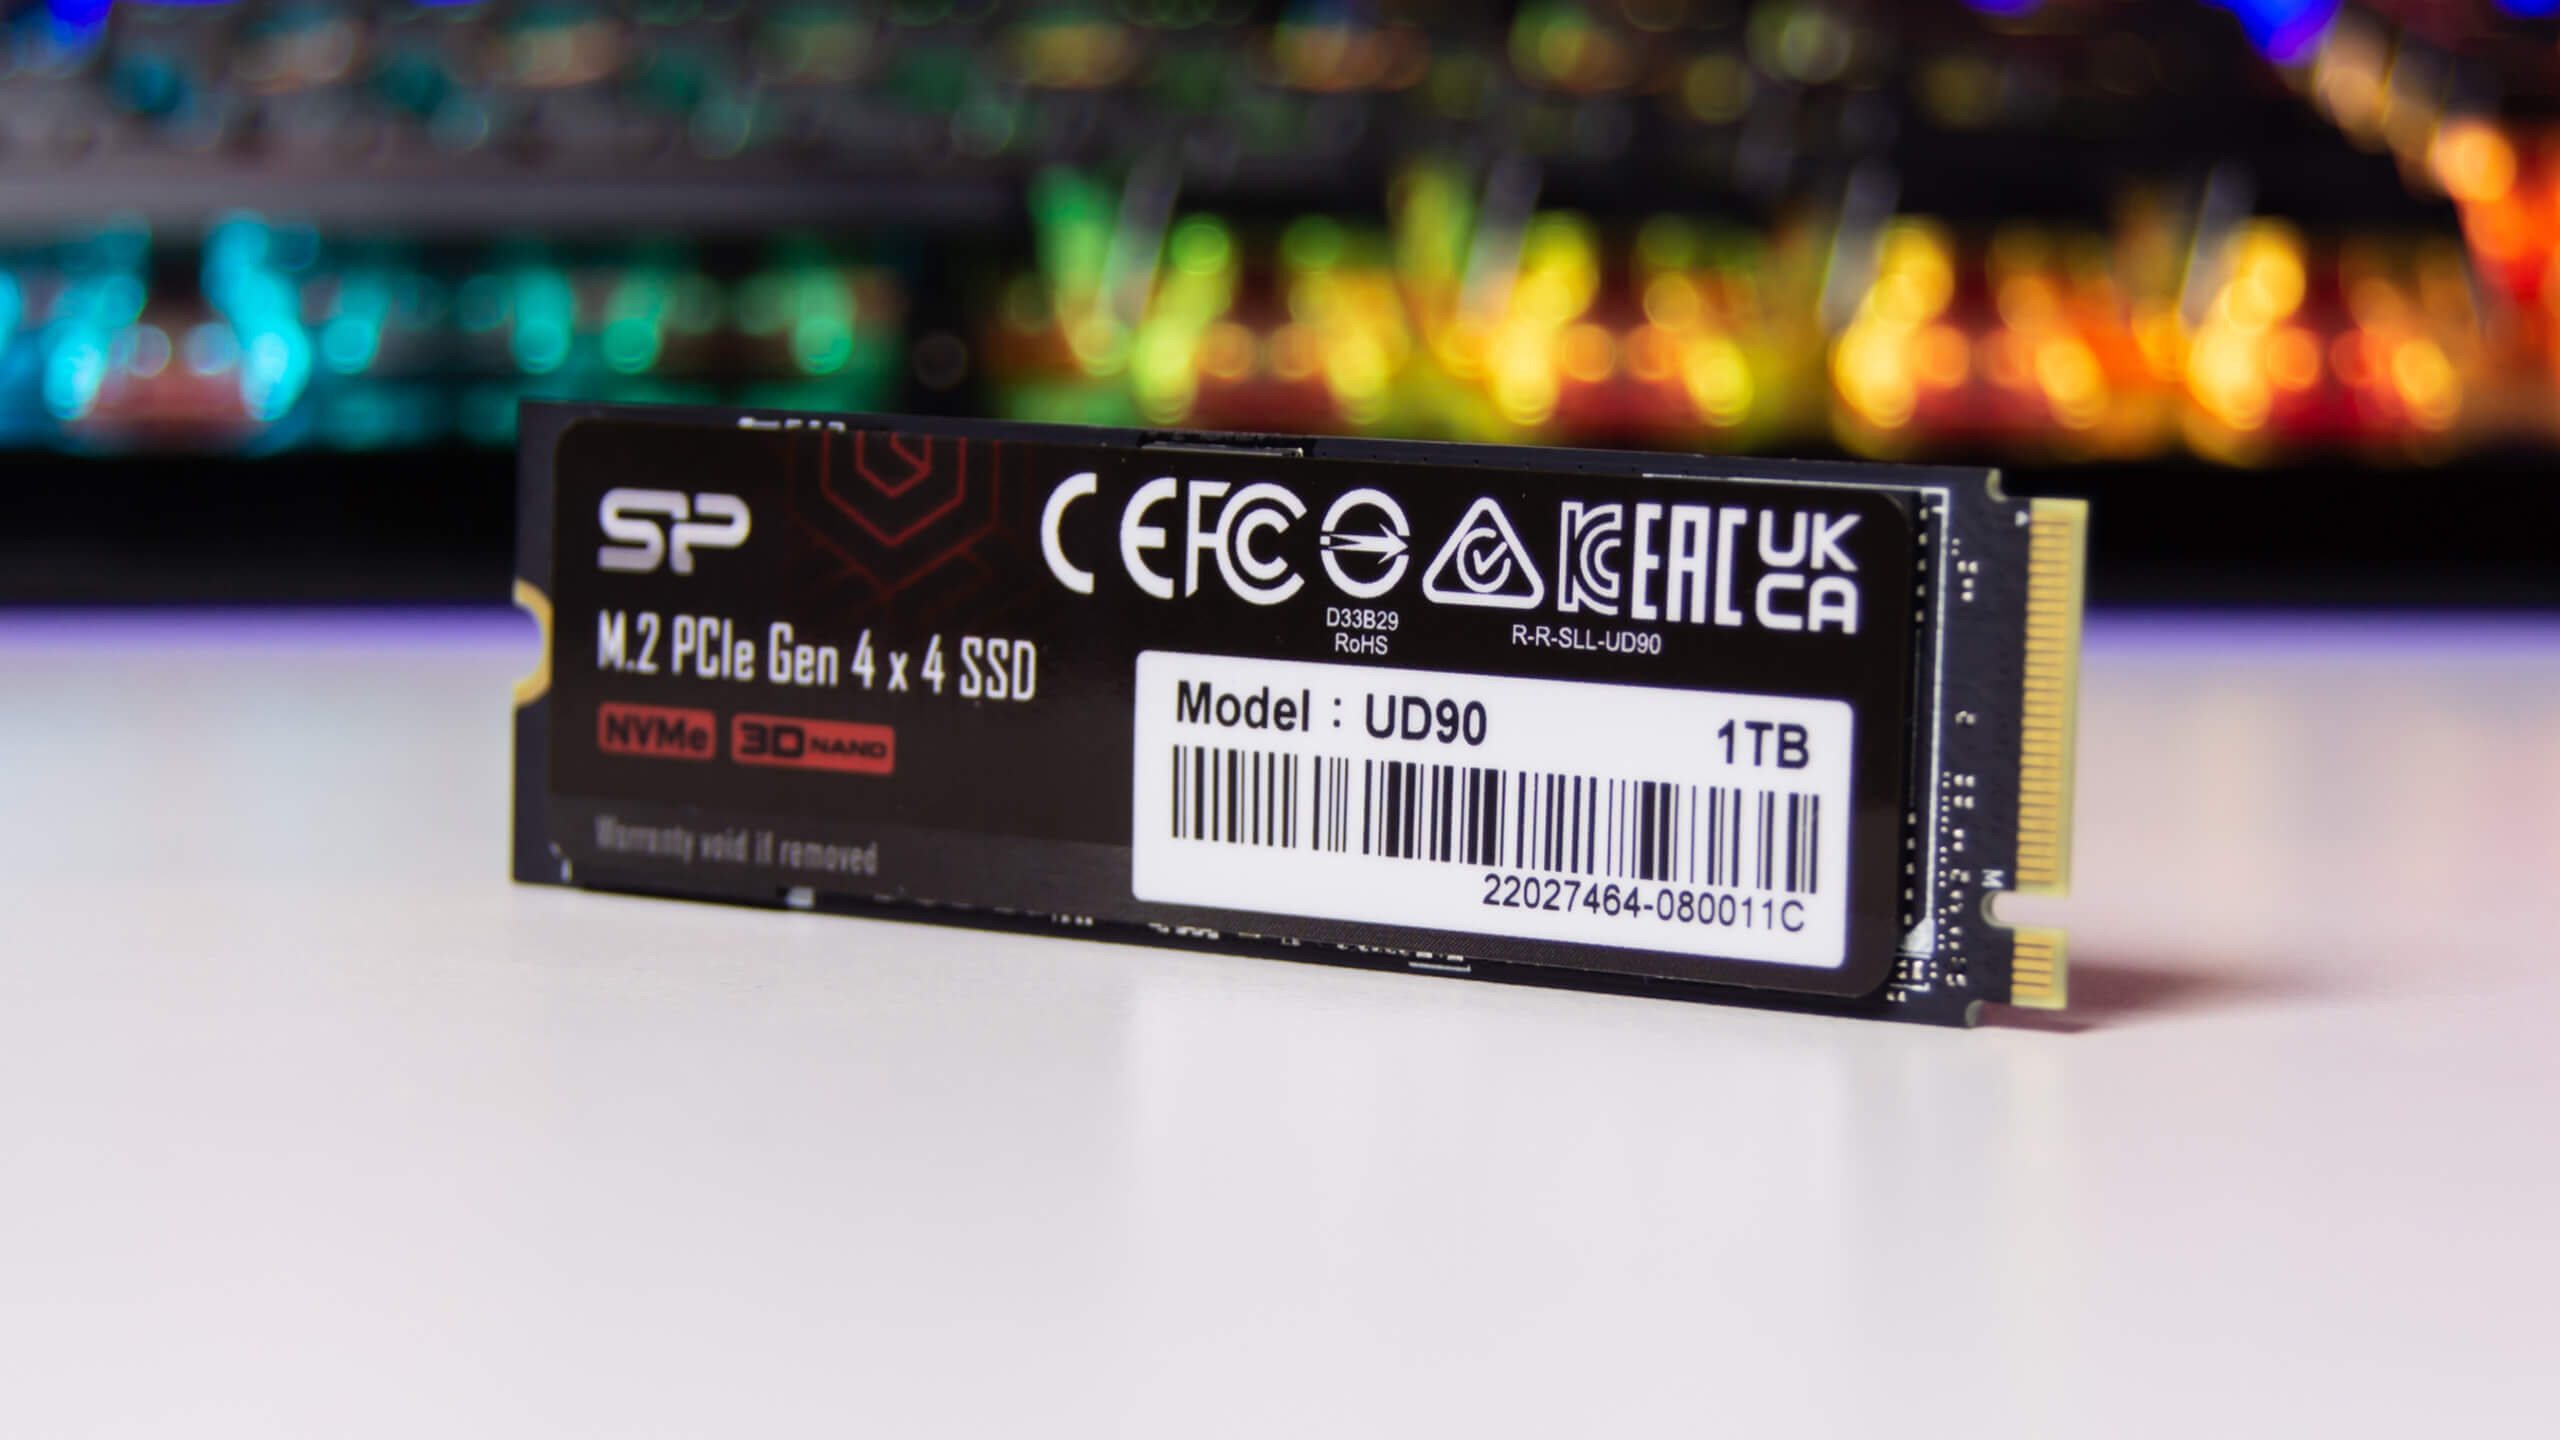 SP
CE FC
KC EAC UK
CA
D33B29
RoHS
R-R-SLL-UD90
M.2 PCIe Gen 4 x 4 SSD
NVMe 3D NAND
Warranty void if removed
Model : UD90 1TB
22027464-080011C
M